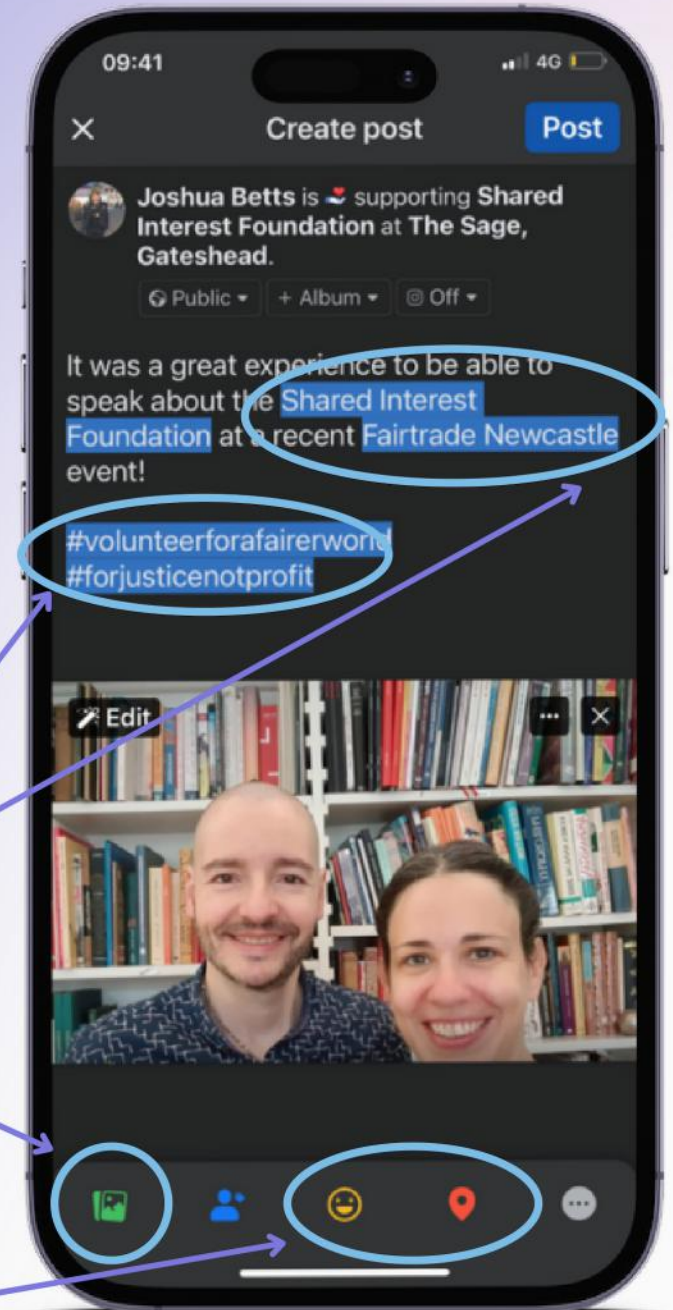 09:41
4G
Create post
Post
Joshua Betts is supporting Shared
Interest Foundation at The Sage,
Gateshead.
Public
+ Album
Off
It was a great experience to be able to
speak about the Shared Interest
Foundation at a recent Fairtrade Newcastle
event!
#volunteerforafairerworld
#forjusticenotprofit
Edit